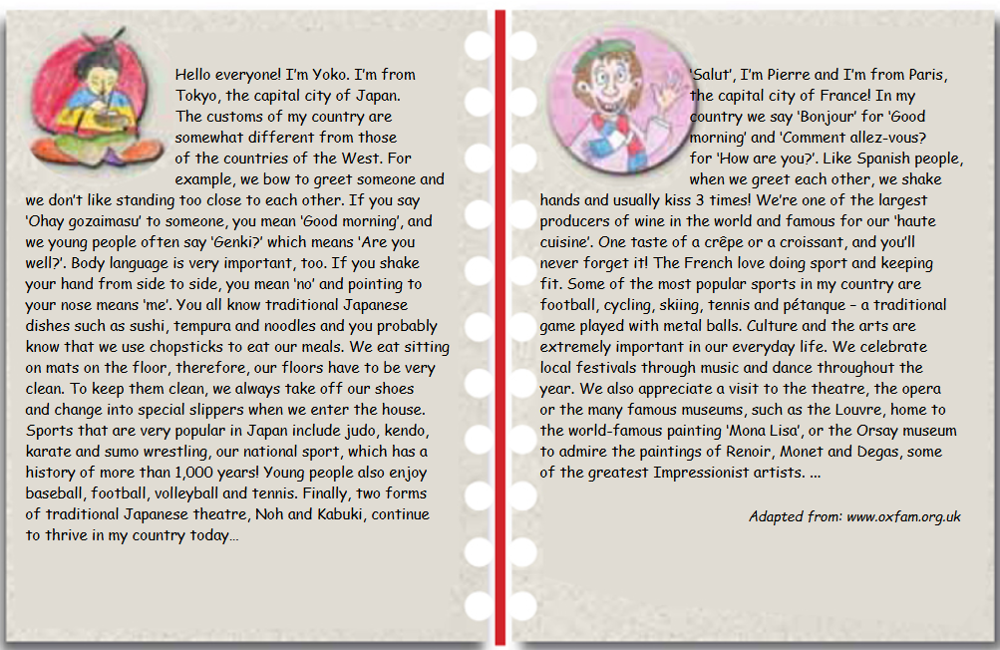 Hello everyone! I'm Yoko. I'm from
Tokyo, the capital city of Japan.
The customs of my country are
somewhat different from those
of the countries of the West. For
example, we bow to greet someone and
we don't like standing too close to each other. If you say
'Ohay gozaimasu' to someone, you mean 'Good morning', and
we young people often say 'Genki?' which means 'Are you
well?'. Body language is very important, too. If you shake
your hand from side to side, you mean 'no' and pointing to
your nose means 'me'. You all know traditional Japanese
dishes such as sushi, tempura and noodles and you probably
know that we use chopsticks to eat our meals. We eat sitting
on mats on the floor, therefore, our floors have to be very
clean. To keep them clean, we always take off our shoes
and change into special slippers when we enter the house.
Sports that are very popular in Japan include judo, kendo,
karate and sumo wrestling, our national sport, which has a
history of more than 1,000 years! Young people also enjoy
baseball, football, volleyball and tennis. Finally, two forms
of traditional Japanese theatre, Noh and Kabuki, continue
to thrive in my country today...
'Salut', I'm Pierre and I'm from Paris,
the capital city of France! In my
country we say 'Bonjour' for 'Good
morning' and 'Comment allez-vous?
for 'How are you?'. Like Spanish people,
when we greet each other, we shake
hands and usually kiss 3 times! We're one of the largest
producers of wine in the world and famous for our 'haute
cuisine'. One taste of a crêpe or a croissant, and you'll
never forget it! The French love doing sport and keeping
fit. Some of the most popular sports in my country are
football, cycling, skiing, tennis and pétanque – a traditional
game played with metal balls. Culture and the arts are
extremely important in our everyday life. We celebrate
local festivals through music and dance throughout the
year. We also appreciate a visit to the theatre, the opera
or the many famous museums, such as the Louvre, home to
the world-famous painting 'Mona Lisa', or the Orsay museum
to admire the paintings of Renoir, Monet and Degas, some
of the greatest Impressionist artists. ...
Adapted from: www.oxfam.org.uk